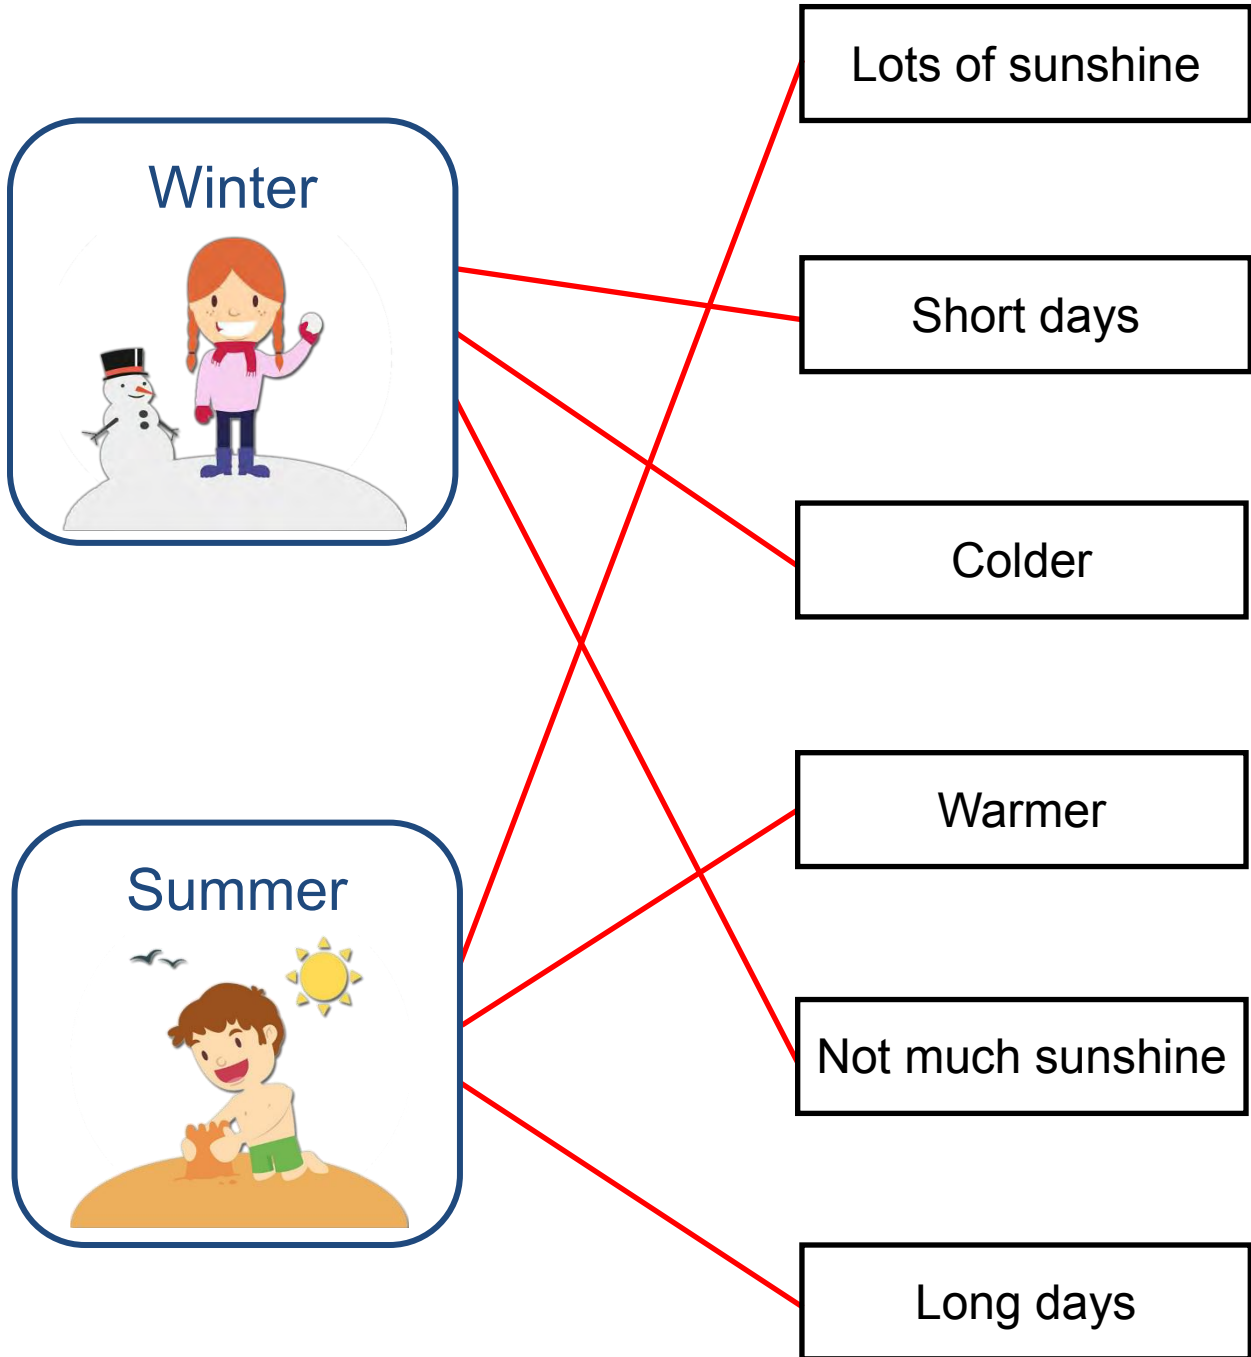 Winter
Summer
Lots of sunshine
Short days
Colder
Warmer
Not much sunshine
Long days